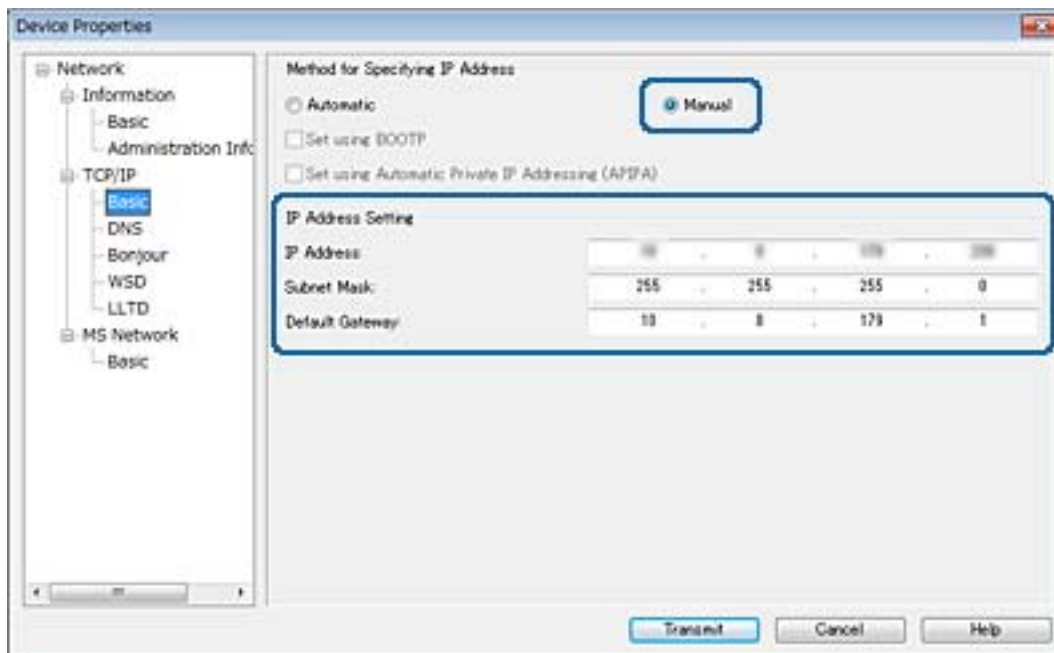 Device Properties
Network
Information
Basic
Administration Infc
TCP/IP
Basic
DNS
Bonjour
WSD
LLTD
MS Network
Basic
Method for Specifying IP Address
Automatic
Manual
Set using BOOTP
Set using Automatic Private IP Addressing (APIPA)
IP Address Setting
IP Address
Subnet Mask: 255 . 255 . 255 . 0
Default Gateway: 10 . 8 . 179 . 1
Transmit Cancel Help